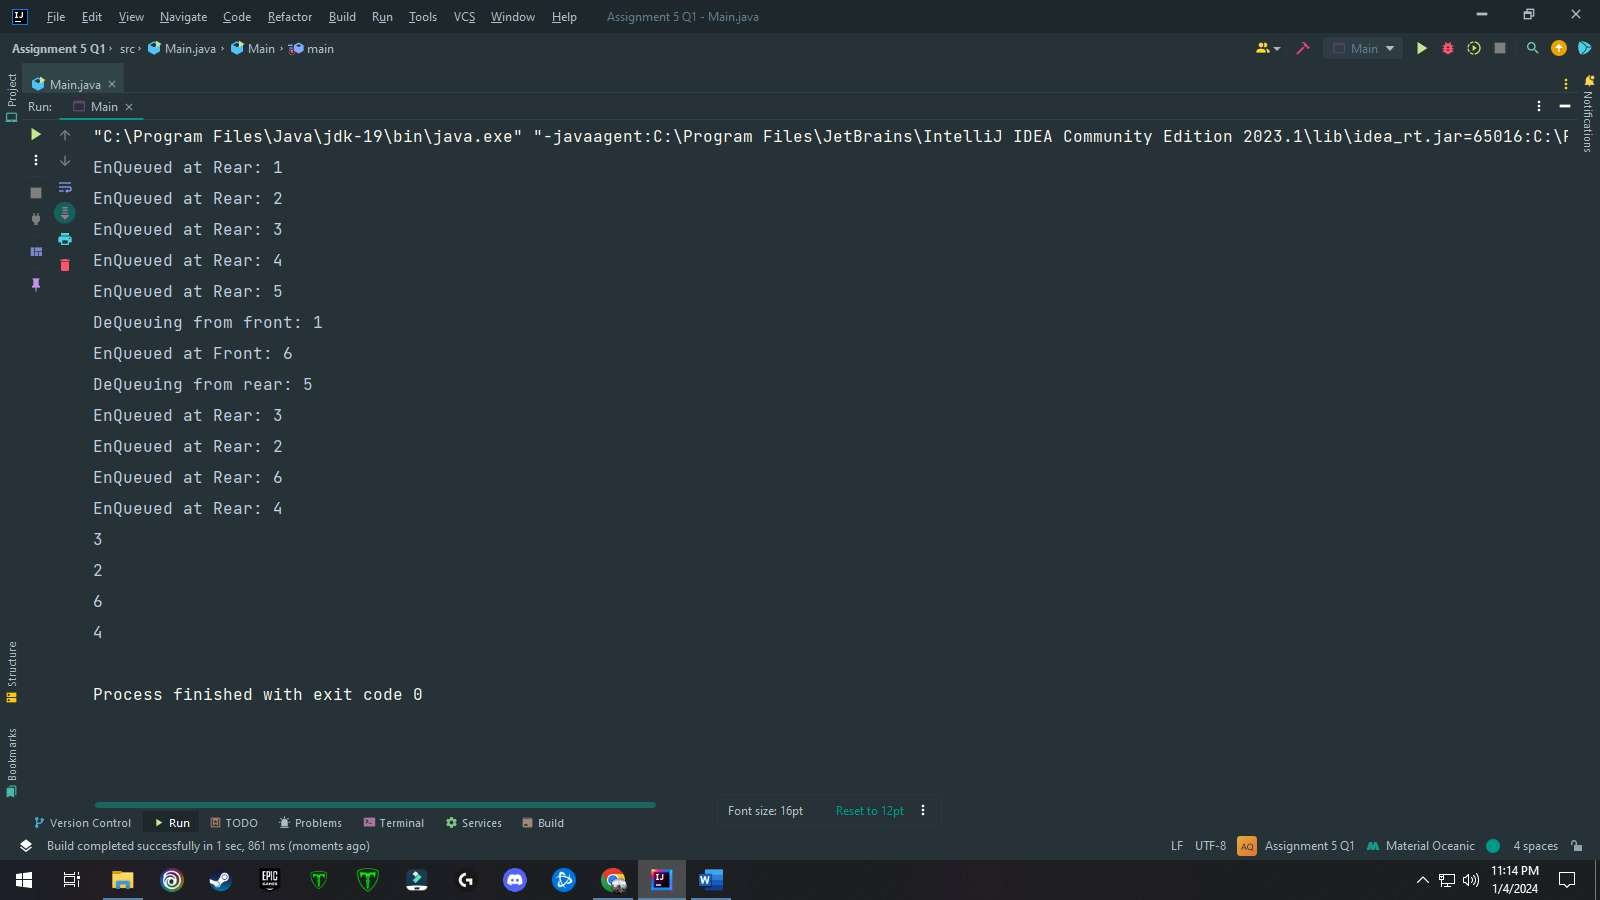 File Edit View Navigate Code Refactor Build Run Tools VCS Window Help Assignment 5 Q1 - Main.java
Assignment 5 Q1 src Main.java Main main Main
Project
Main.java
Notifications
Run: Main
"C:\Program Files\Java\jdk-19\bin\java.exe" "-javaagent:C:\Program Files\JetBrains\IntelliJ IDEA Community Edition 2023.1\lib\idea_rt.jar=65016:C:\
EnQueued at Rear: 1
EnQueued at Rear: 2
EnQueued at Rear: 3
EnQueued at Rear: 4
EnQueued at Rear: 5
DeQueuing from front: 1
EnQueued at Front: 6
DeQueuing from rear: 5
EnQueued at Rear: 3
EnQueued at Rear: 2
EnQueued at Rear: 6
EnQueued at Rear: 4
3
2
6
4
Process finished with exit code 0
Structure
Bookmarks
Font size: 16pt Reset to 12pt
Version Control Run TODO Problems Terminal Services Build
Build completed successfully in 1 sec, 861 ms (moments ago) LF UTF-8 AQ Assignment 5 Q1 Material Oceanic 4 spaces
EPIC GAMES
11:14 PM
1/4/2024